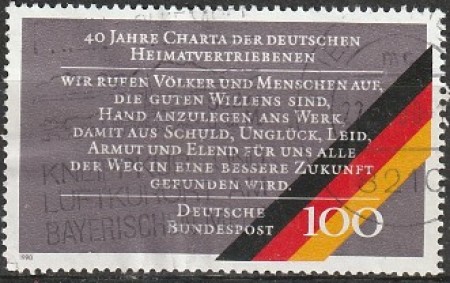 40 JAHRE CHARTA DER DEUTSCHEN
HEIMATVERTRIEBENEN
WIR RUFEN VÖLKER UND MENSCHEN AUF,
DIE GUTEN WILLENS SIND,
HAND ANZULEGEN ANS WERK,
DAMIT AUS SCHULD, UNGLÜCK, LEID,
ARMUT UND ELEND FÜR UNS ALLE
DER WEG IN EINE BESSERE ZUKUNFT
GEFUNDEN WIRD.
DEUTSCHE
BUNDESPOST
100
LUFTKURORT
BAYERISCH
8210
1990